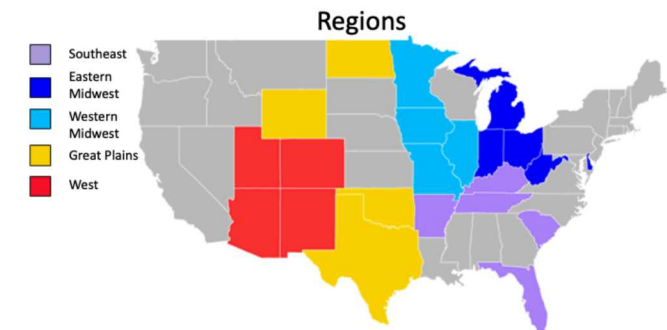 Regions
Southeast
Eastern
Midwest
Western
Midwest
Great Plains
West